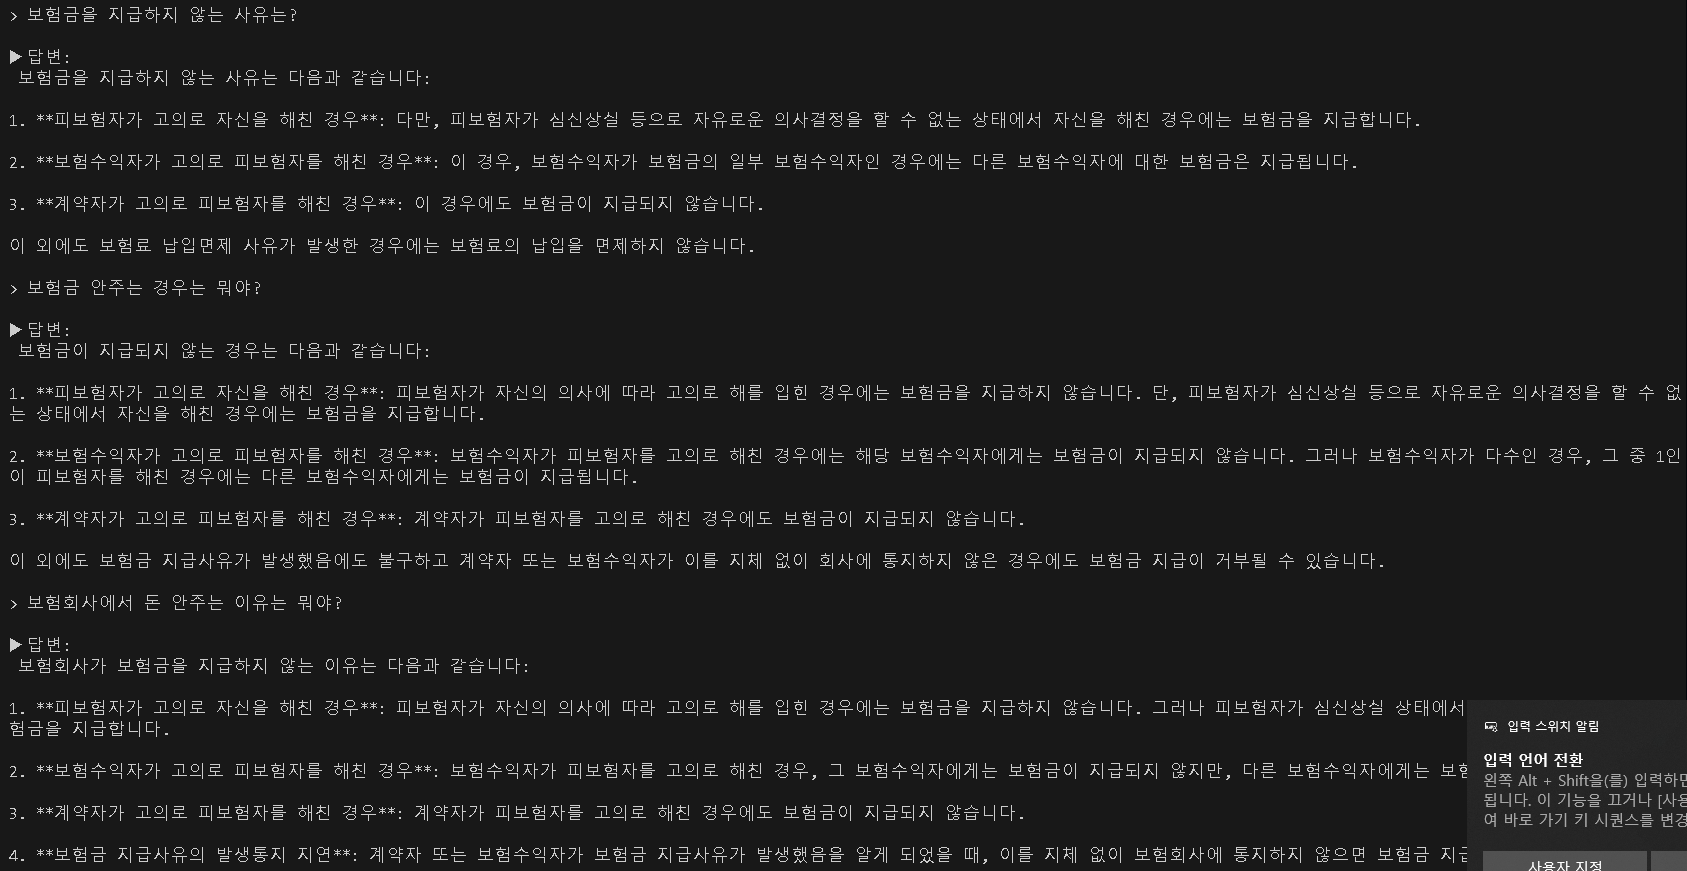 > 보험금을 지급하지 않는 사유는?
▶ 답변:
보험금을 지급하지 않는 사유는 다음과 같습니다:
1. **피보험자가 고의로 자신을 해친 경우**: 다만, 피보험자가 심신상실 등으로 자유로운 의사결정을 할 수 없는 상태에서 자신을 해친 경우에는 보험금을 지급합니다.
2. **보험수익자가 고의로 피보험자를 해친 경우**: 이 경우, 보험수익자가 보험금의 일부 보험수익자인 경우에는 다른 보험수익자에 대한 보험금은 지급됩니다.
3. **계약자가 고의로 피보험자를 해친 경우**: 이 경우에도 보험금이 지급되지 않습니다.
이 외에도 보험료 납입면제 사유가 발생한 경우에는 보험료의 납입을 면제하지 않습니다.
> 보험금 안주는 경우는 뭐야?
▶ 답변:
보험금이 지급되지 않는 경우는 다음과 같습니다:
1. **피보험자가 고의로 자신을 해친 경우**: 피보험자가 자신의 의사에 따라 고의로 해를 입힌 경우에는 보험금을 지급하지 않습니다. 단, 피보험자가 심신상실 등으로 자유로운 의사결정을 할 수 없
는 상태에서 자신을 해친 경우에는 보험금을 지급합니다.
2. **보험수익자가 고의로 피보험자를 해친 경우**: 보험수익자가 피보험자를 고의로 해친 경우에는 해당 보험수익자에게는 보험금이 지급되지 않습니다. 그러나 보험수익자가 다수인 경우, 그 중 1인
이 피보험자를 해친 경우에는 다른 보험수익자에게는 보험금이 지급됩니다.
3. **계약자가 고의로 피보험자를 해친 경우**: 계약자가 피보험자를 고의로 해친 경우에도 보험금이 지급되지 않습니다.
이 외에도 보험금 지급사유가 발생했음에도 불구하고 계약자 또는 보험수익자가 이를 지체 없이 회사에 통지하지 않은 경우에도 보험금 지급이 거부될 수 있습니다.
> 보험회사에서 돈 안주는 이유는 뭐야?
▶ 답변:
보험회사가 보험금을 지급하지 않는 이유는 다음과 같습니다:
1. **피보험자가 고의로 자신을 해친 경우**: 피보험자가 자신의 의사에 따라 고의로 해를 입힌 경우에는 보험금을 지급하지 않습니다. 그러나 피보험자가 심신상실 상태에서
험금을 지급합니다.
2. **보험수익자가 고의로 피보험자를 해친 경우**: 보험수익자가 피보험자를 고의로 해친 경우, 그 보험수익자에게는 보험금이 지급되지 않지만, 다른 보험수익자에게는 보험
3. **계약자가 고의로 피보험자를 해친 경우**: 계약자가 피보험자를 고의로 해친 경우에도 보험금이 지급되지 않습니다.
4. **보험금 지급사유의 발생통지 지연**: 계약자 또는 보험수익자가 보험금 지급사유가 발생했음을 알게 되었을 때, 이를 지체 없이 보험회사에 통지하지 않으면 보험금 지급
입력 스위치 알림
입력 언어 전환
왼쪽 Alt + Shift을(를) 입력하면
됩니다. 이 기능을 끄거나 [사용
여 바로 가기 키 시퀀스를 변경
사용자 지정